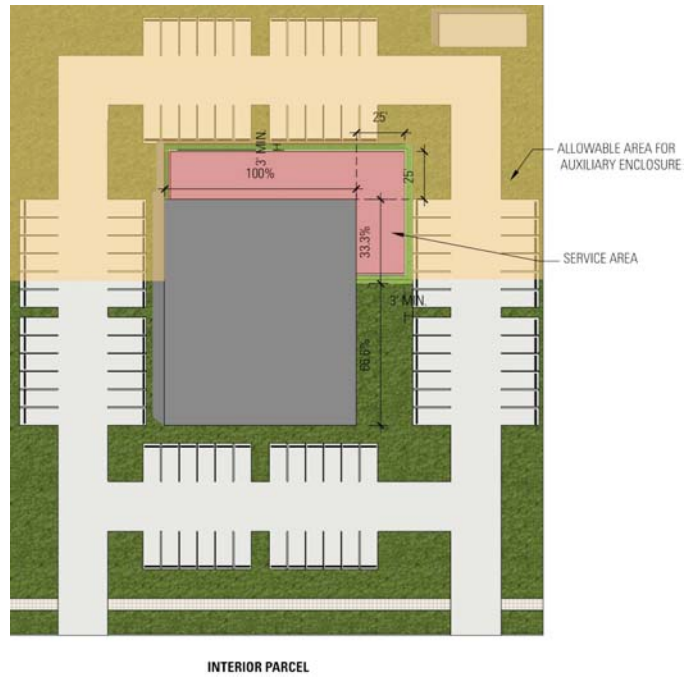 25'
ALLOWABLE AREA FOR
AUXILIARY ENCLOSURE
3' MIN.
25'
100%
33.3%
SERVICE AREA
3' MIN.
66.6%
INTERIOR PARCEL